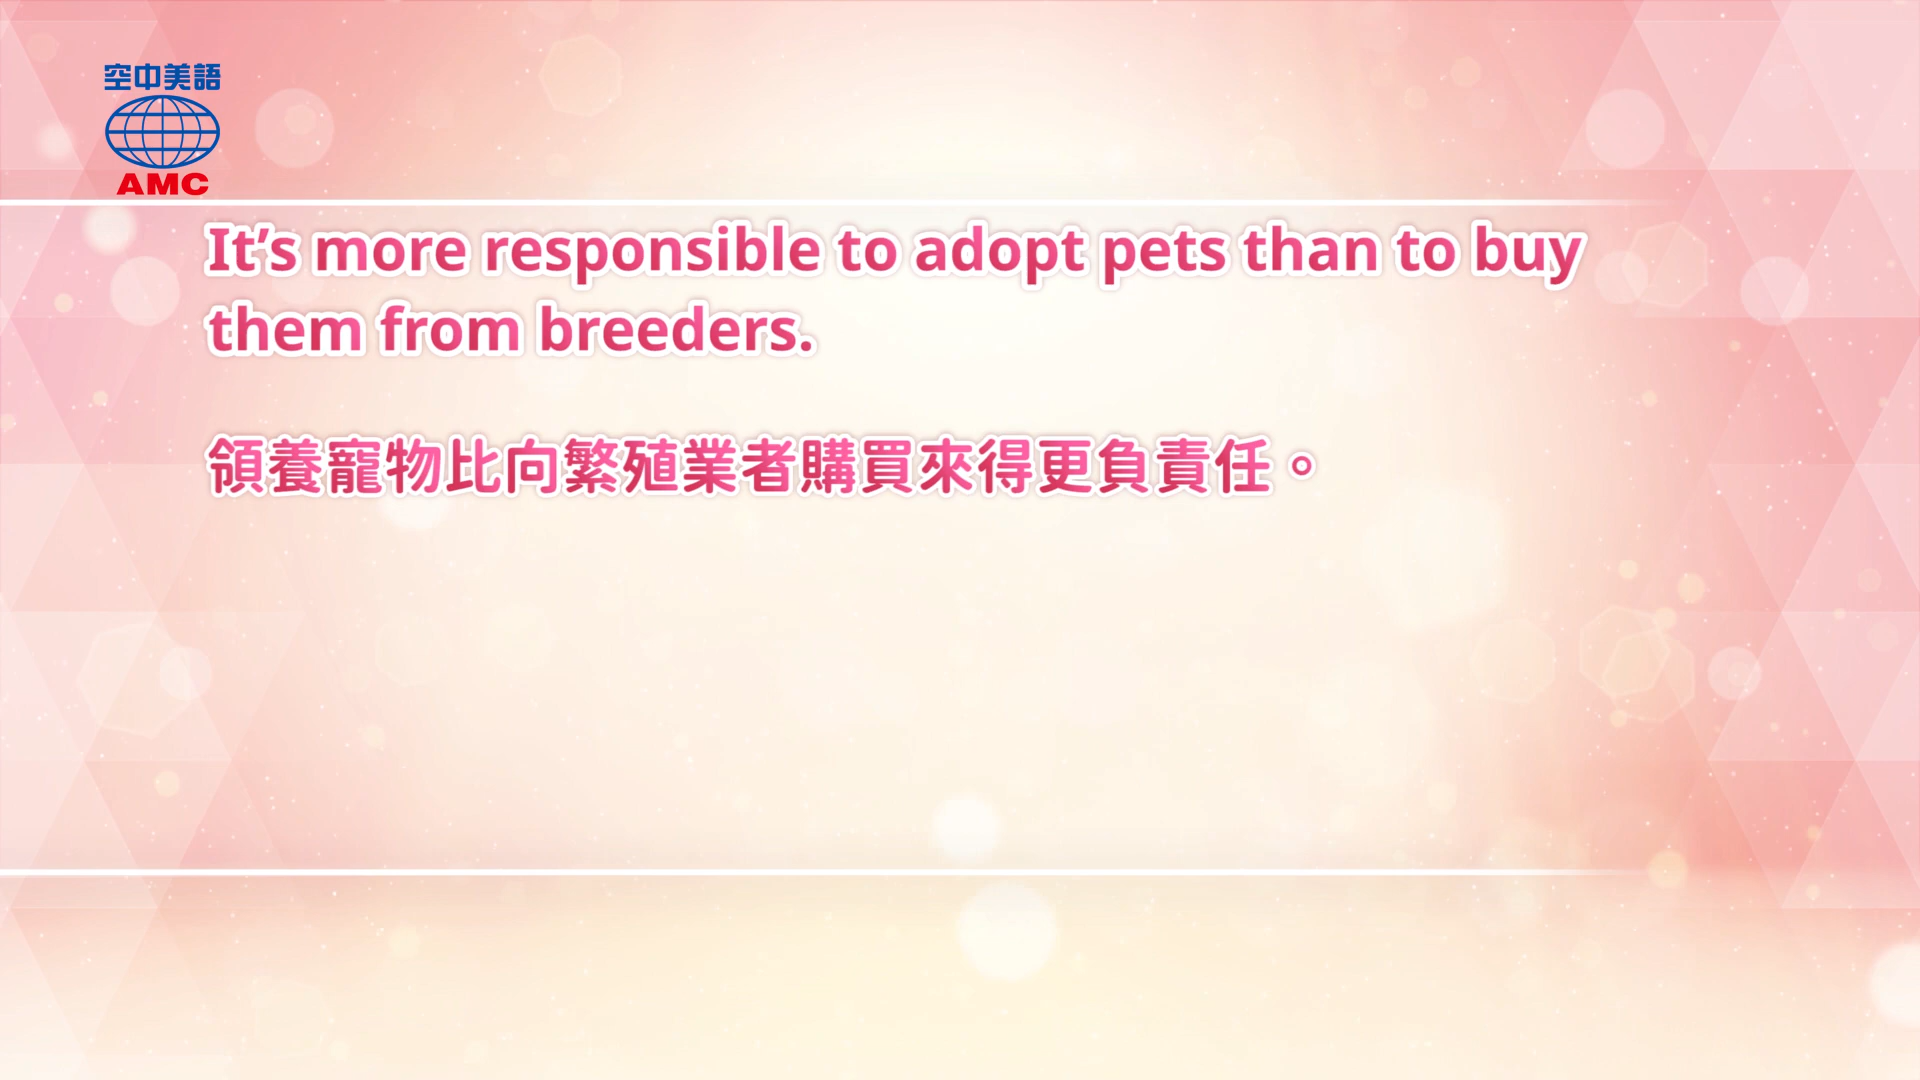 空中美語
AMC
It’s more responsible to adopt pets than to buy
them from breeders.
領養寵物比向繁殖業者購買來得更負責任。